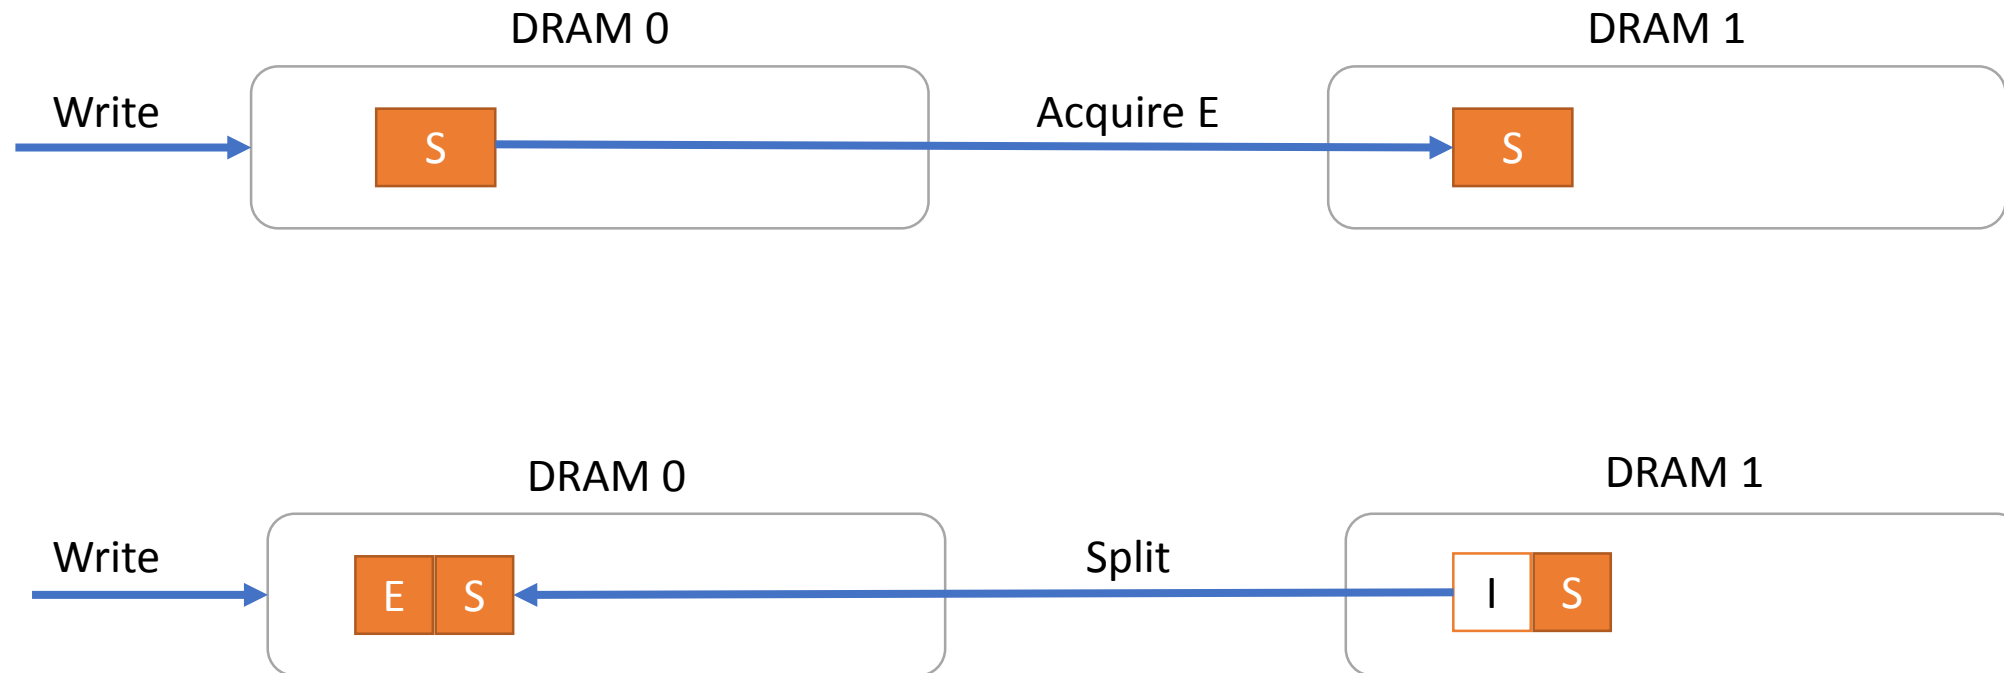 DRAM 0
DRAM 1
Write
Acquire E
S
S
DRAM 0
DRAM 1
Write
Split
E
S
I
S